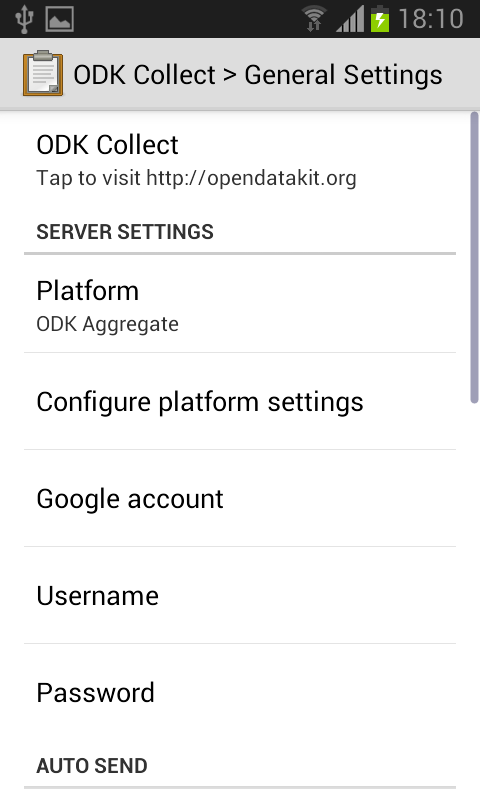 18:10
ODK Collect > General Settings
ODK Collect
Tap to visit http://opendatakit.org
SERVER SETTINGS
Platform
ODK Aggregate
Configure platform settings
Google account
Username
Password
AUTO SEND